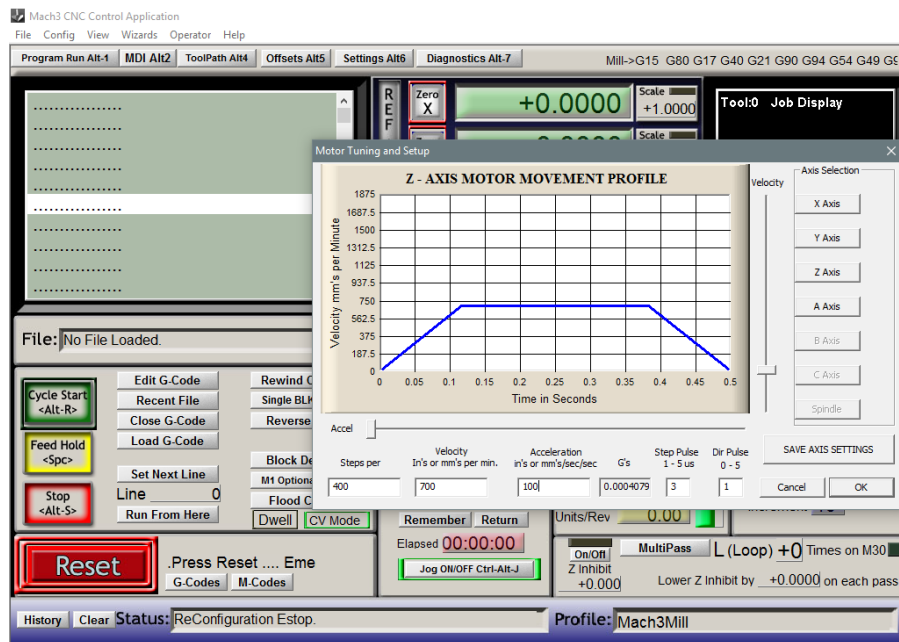 Mach3 CNC Control Application
File Config View Wizards Operator Help
Program Run Alt-1 MDI Alt2 ToolPath Alt4 Offsets Alt5 Settings Alt6 Diagnostics Alt-7 Mill->G15 G80 G17 G40 G21 G90 G94 G54 G49
..................
..................
..................
..................
..................
..................
..................
..................
..................
REF
Zero
X
+0.0000
Scale
+1.0000
Scale
Tool:0 Job Display
Motor Tuning and Setup
Z - AXIS MOTOR MOVEMENT PROFILE
Velocity mm's per Minute
1875
1687.5
1500
1312.5
1125
937.5
750
562.5
375
187.5
0
0 0.05 0.1 0.15 0.2 0.25 0.3 0.35 0.4 0.45 0.5
Time in Seconds
Velocity
Axis Selection
X Axis
Y Axis
Z Axis
A Axis
B Axis
C Axis
Spindle
Accel
Steps per
400
Velocity
In's or mm's per min.
700
Acceleration
in's or mm's/sec/sec
100
G's
0.0004079
Step Pulse
1 - 5 us
3
Dir Pulse
0 - 5
1
SAVE AXIS SETTINGS
Cancel OK
File: No File Loaded.
Cycle Start
<Alt-R>
Feed Hold
<Spc>
Stop
<Alt-S>
Edit G-Code
Recent File
Close G-Code
Load G-Code
Set Next Line
Line 0
Run From Here
Rewind
Single BLK
Reverse
Block
M1
Flood
Dwell CV Mode
Remember Return
Elapsed 00:00:00
Jog ON/OFF Ctrl-Alt-J
Units/Rev 0.00
On/Off
Z Inhibit
+0.000
MultiPass L (Loop) +0 Times on M30
Lower Z Inhibit by +0.0000 on each pass
Reset
.Press Reset .... Eme
G-Codes M-Codes
History Clear Status: ReConfiguration Estop. Profile: Mach3Mill